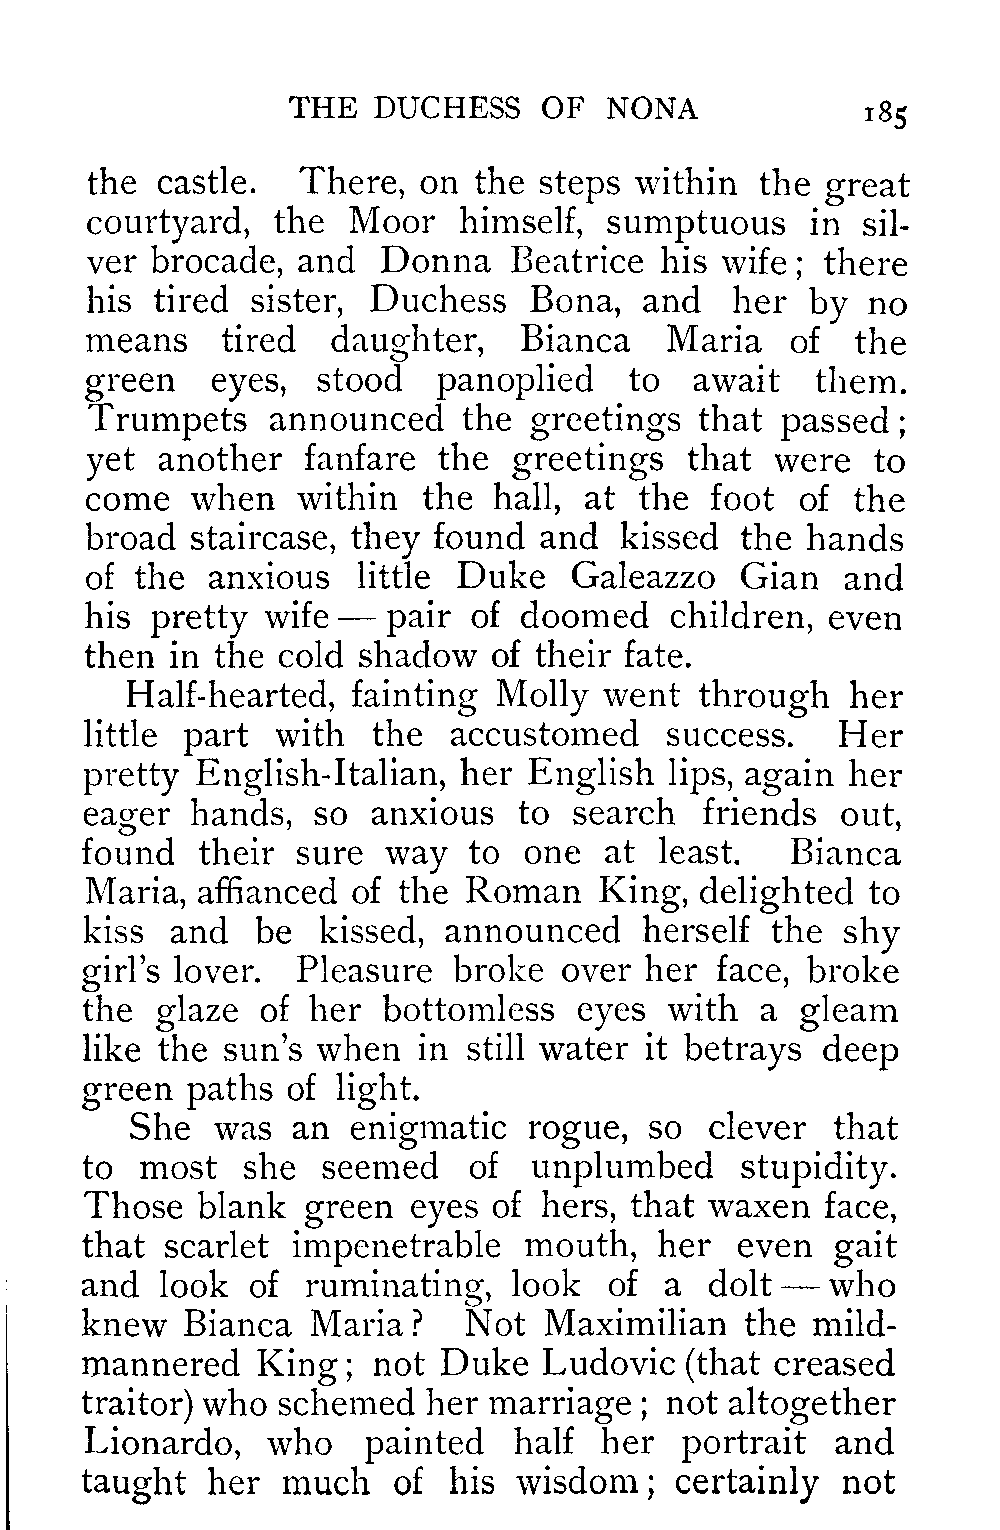 THE DUCHESS OF NONA 185
the castle. There, on the steps within the great
courtyard, the Moor himself, sumptuous in sil-
ver brocade, and Donna Beatrice his wife; there
his tired sister, Duchess Bona, and her by no
means tired daughter, Bianca Maria of the
green eyes, stood panoplied to await them.
Trumpets announced the greetings that passed;
yet another fanfare the greetings that were to
come when within the hall, at the foot of the
broad staircase, they found and kissed the hands
of the anxious little Duke Galeazzo Gian and
his pretty wife — pair of doomed children, even
then in the cold shadow of their fate.
Half-hearted, fainting Molly went through her
little part with the accustomed success. Her
pretty English-Italian, her English lips, again her
eager hands, so anxious to search friends out,
found their sure way to one at least. Bianca
Maria, affianced of the Roman King, delighted to
kiss and be kissed, announced herself the shy
girl's lover. Pleasure broke over her face, broke
the glaze of her bottomless eyes with a gleam
like the sun's when in still water it betrays deep
green paths of light.
She was an enigmatic rogue, so clever that
to most she seemed of unplumbed stupidity.
Those blank green eyes of hers, that waxen face,
that scarlet impenetrable mouth, her even gait
and look of ruminating, look of a dolt — who
knew Bianca Maria? Not Maximilian the mild-
mannered King; not Duke Ludovic (that creased
traitor) who schemed her marriage; not altogether
Lionardo, who painted half her portrait and
taught her much of his wisdom; certainly not